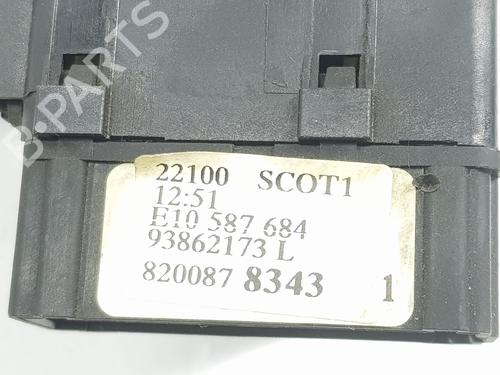 B-PARTS
22100 SCOT1
12:51
E10 587 684
93862173 L
820087 8343 1